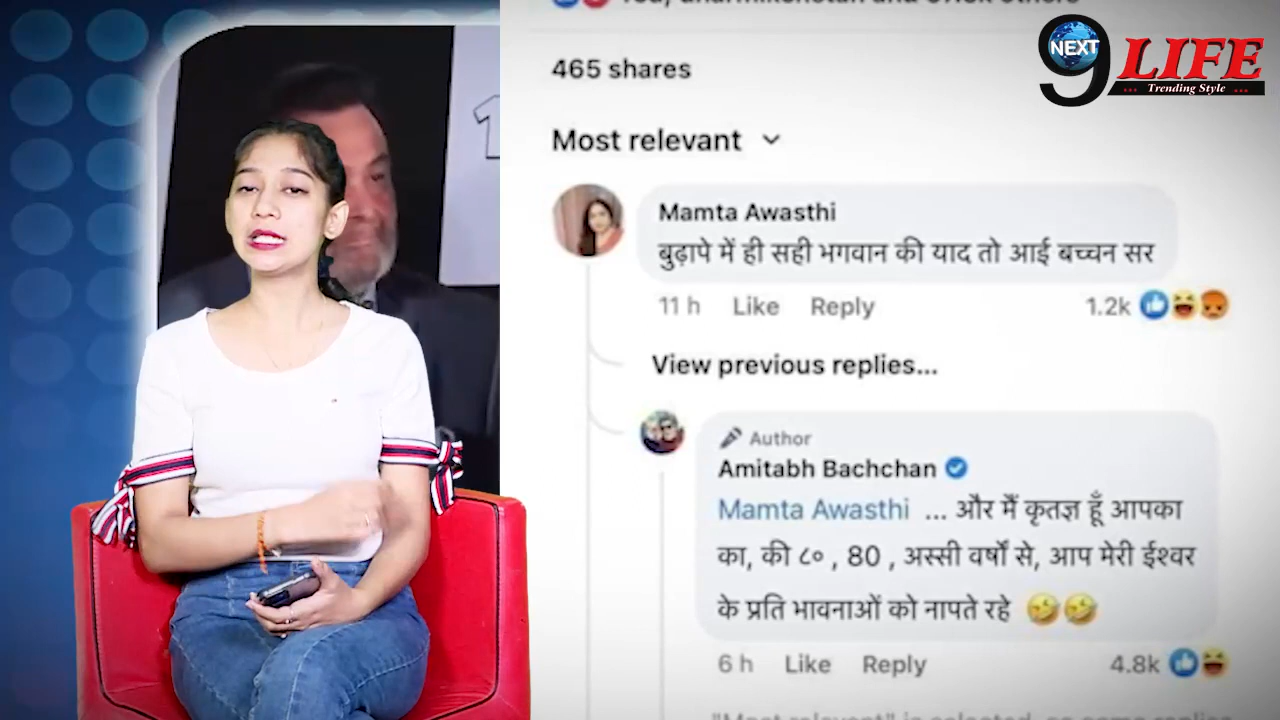 9 NEXT
LIFE
... Trending Style ...
465 shares
Most relevant
Mamta Awasthi
बुढ़ापे में ही सही भगवान की याद तो आई बच्चन सर
11 h Like Reply 1.2k
View previous replies...
Author
Amitabh Bachchan
Mamta Awasthi ... और मैं कृतज्ञ हूँ आपका
का, की ८० , 80 , अस्सी वर्षों से, आप मेरी ईश्वर
के प्रति भावनाओं को नापते रहे 🤣🤣
6 h Like Reply 4.8k